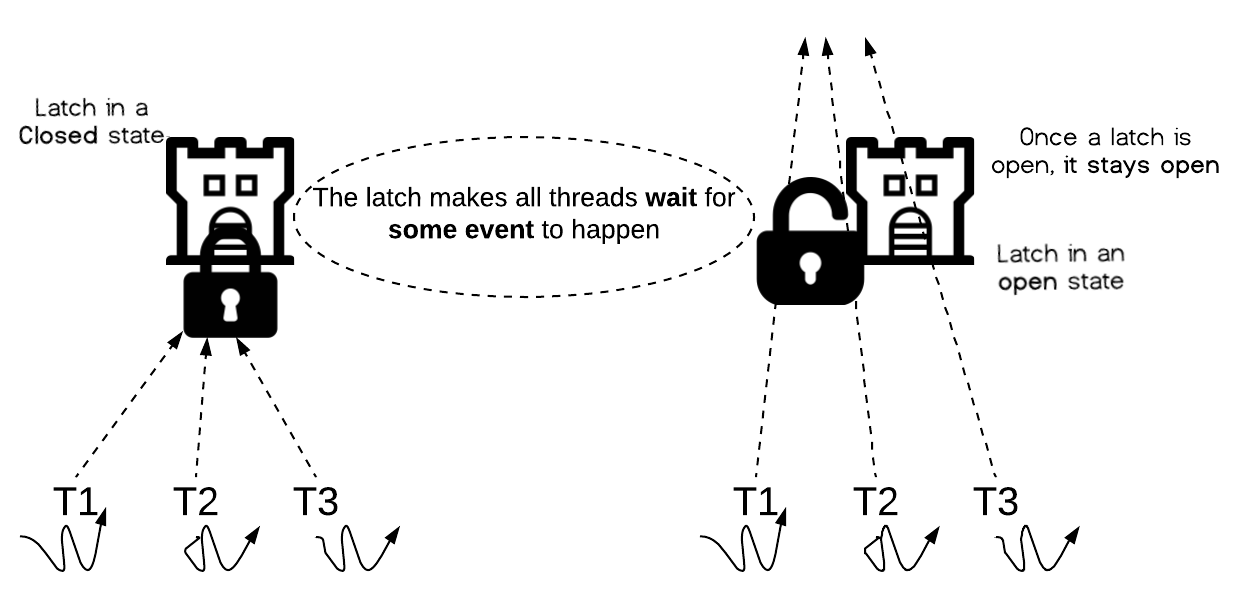 Latch in a
Closed state
The latch makes all threads wait for
some event to happen
Once a latch is
open, it stays open
Latch in an
open state
T1 T2 T3
T1 T2 T3